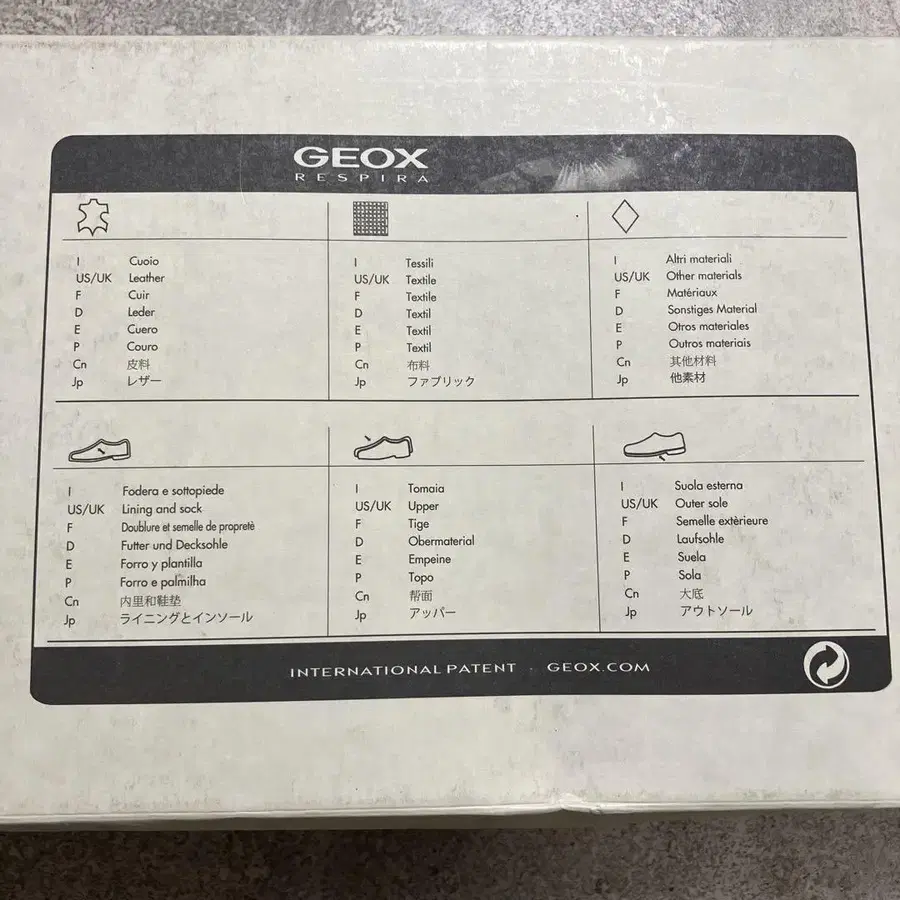 GEOX
RESPIRA
I Cuoio
US/UK Leather
F Cuir
D Leder
E Cuero
P Couro
Cn 皮料
Jp レザー
I Tessili
US/UK Textile
F Textile
D Textil
E Textil
P Textil
Cn 布料
Jp ファブリック
I Altri materiali
US/UK Other materials
F Matériaux
D Sonstiges Material
E Otros materiales
P Outros materiais
Cn 其他材料
Jp 他素材
I Fodera e sottopiede
US/UK Lining and sock
F Doublure et semelle de propretè
D Futter und Decksohle
E Forro y plantilla
P Forro e palmilha
Cn 内里和鞋垫
Jp ライニングとインソール
I Tomaia
US/UK Upper
F Tige
D Obermaterial
E Empeine
P Topo
Cn 帮面
Jp アッパー
I Suola esterna
US/UK Outer sole
F Semelle extèrieure
D Laufsohle
E Suela
P Sola
Cn 大底
Jp アウトソール
INTERNATIONAL PATENT · GEOX.COM